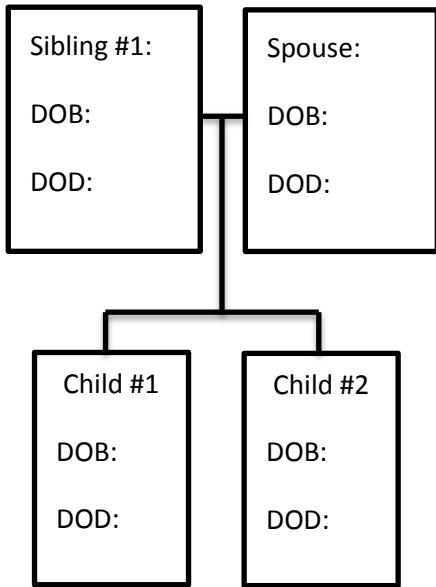 Sibling #1:
DOB:
DOD:
Spouse:
DOB:
DOD:
Child #1
DOB:
DOD:
Child #2
DOB:
DOD: